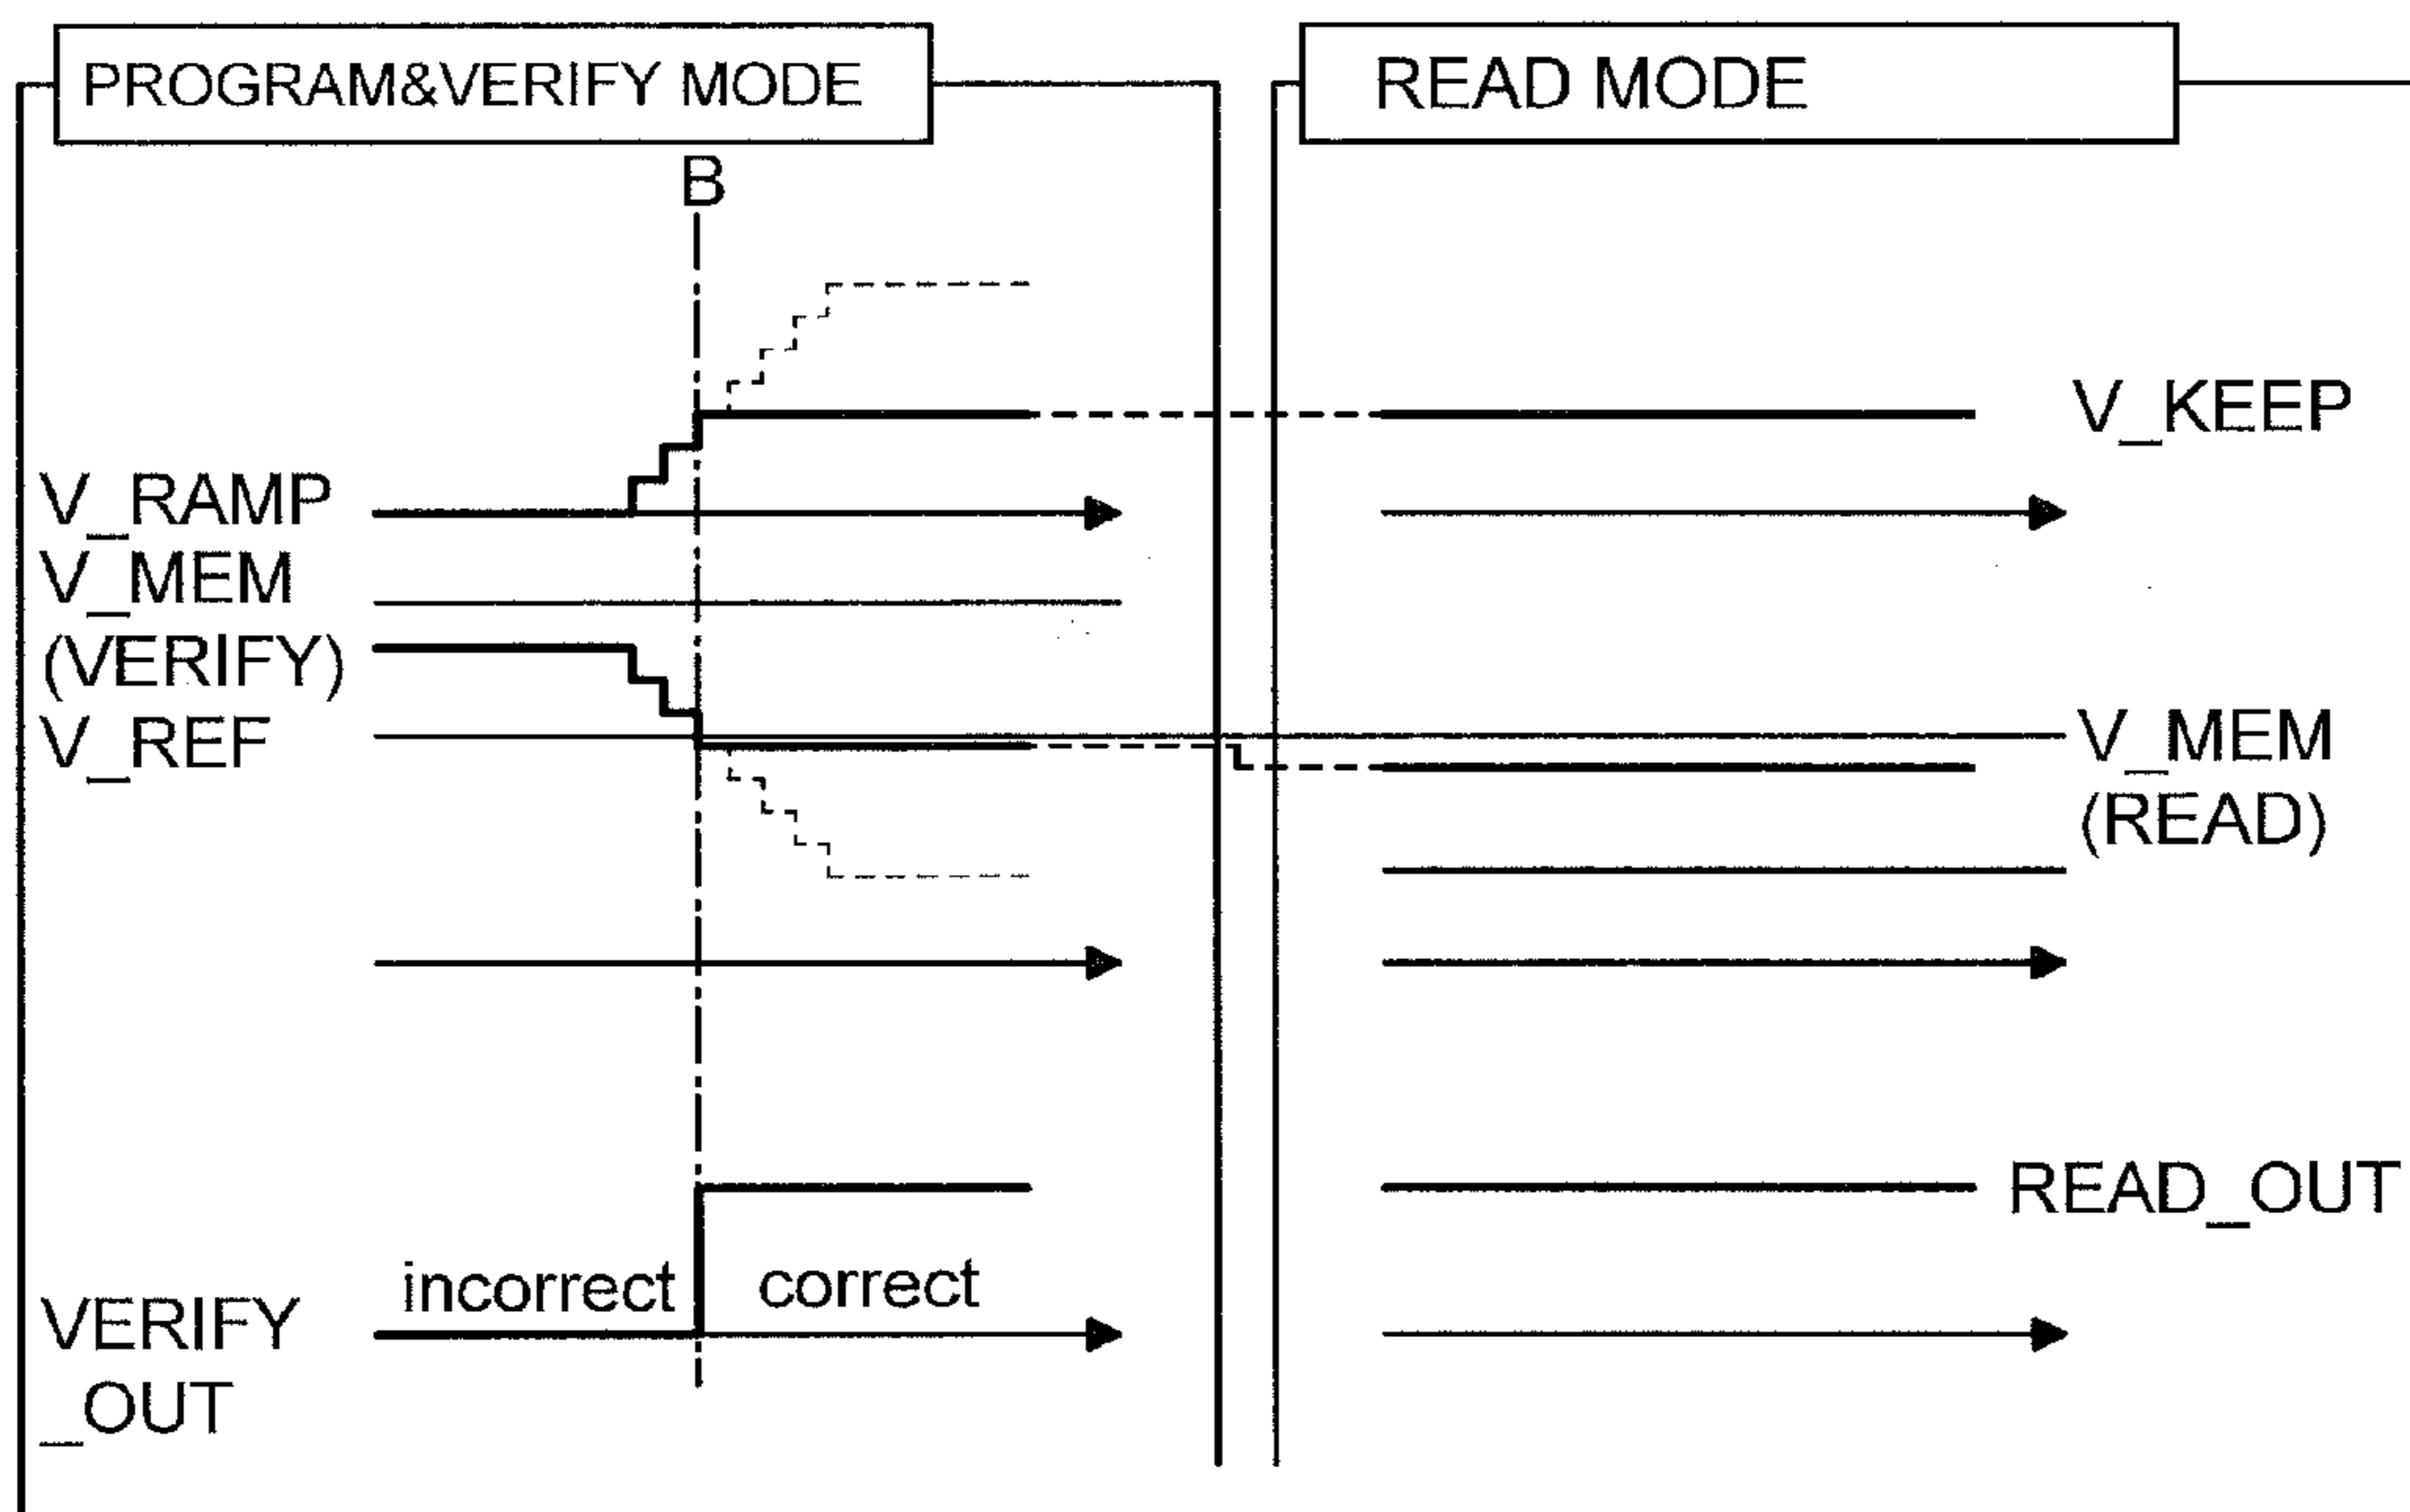 PROGRAM&VERIFY MODE
READ MODE
B
V_KEEP
V_RAMP
V_MEM
(VERIFY)
V_REF
V_MEM
(READ)
READ_OUT
incorrect
correct
VERIFY
_OUT